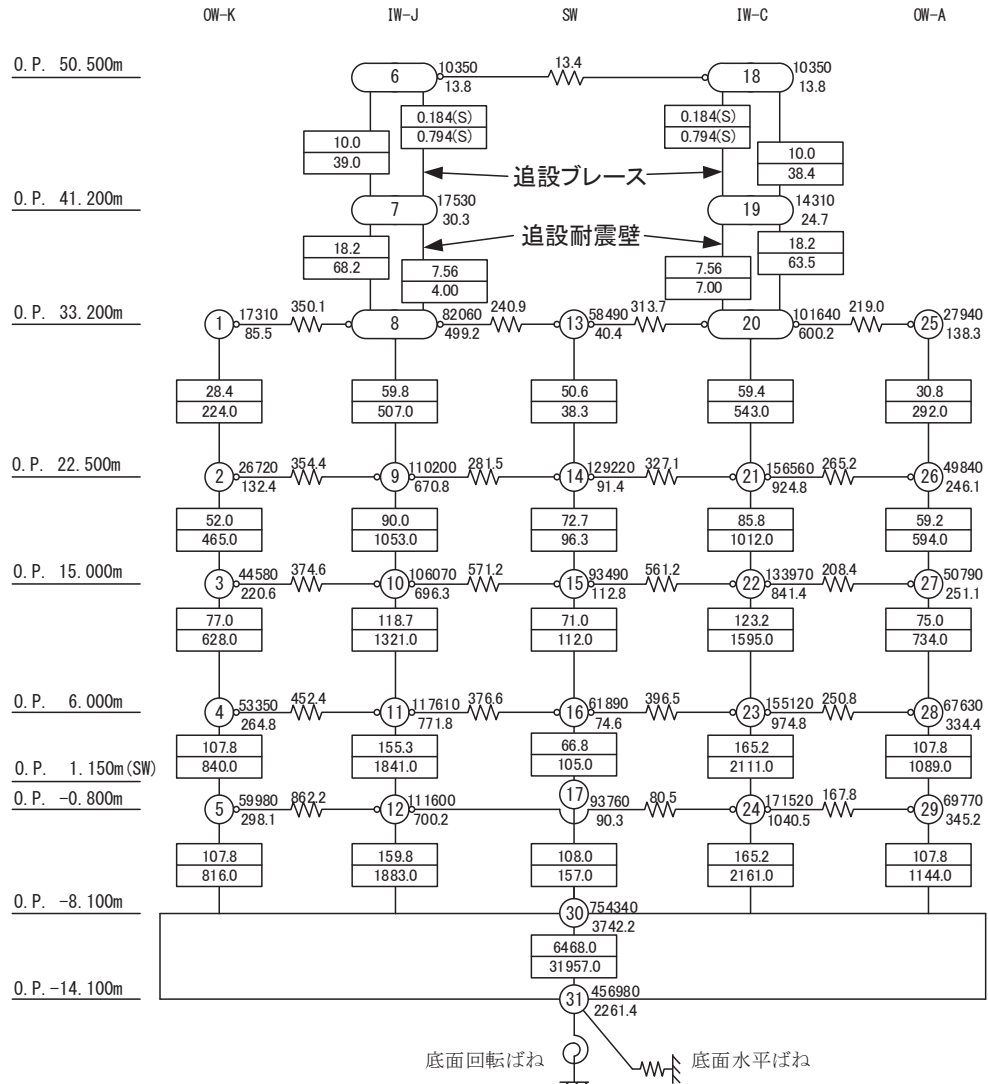 OW-K IW-J SW IW-C OW-A
O.P. 50.500m 6 10350 13.4 18 10350
13.8 13.8
0.184(S) 0.184(S)
0.794(S) 0.794(S)
10.0 10.0
39.0 38.4
追設ブレース
O.P. 41.200m 7 17530 19 14310
30.3 24.7
追設耐震壁
18.2 18.2
68.2 63.5
7.56 7.56
4.00 7.00
O.P. 33.200m 1 17310 350.1 8 82060 240.9 13 58490 313.7 20 101640 219.0 25 27940
85.5 499.2 40.4 600.2 138.3
28.4 59.8 50.6 59.4 30.8
224.0 507.0 38.3 543.0 292.0
O.P. 22.500m 2 26720 354.4 9 110200 281.5 14 129220 327.1 21 156560 265.2 26 49840
132.4 670.8 91.4 924.8 246.1
52.0 90.0 72.7 85.8 59.2
465.0 1053.0 96.3 1012.0 594.0
O.P. 15.000m 3 44580 374.6 10 106070 571.2 15 93490 561.2 22 133970 208.4 27 50790
220.6 696.3 112.8 841.4 251.1
77.0 118.7 71.0 123.2 75.0
628.0 1321.0 112.0 1595.0 734.0
O.P. 6.000m 4 53350 452.4 11 117610 376.6 16 61890 396.5 23 155120 250.8 28 67630
264.8 771.8 74.6 974.8 334.4
107.8 155.3 66.8 165.2 107.8
840.0 1841.0 105.0 2111.0 1089.0
O.P. 1.150m(SW)
O.P. -0.800m 5 59980 862.2 12 111600 17 93760 80.5 24 171520 167.8 29 69770
298.1 700.2 90.3 1040.5 345.2
107.8 159.8 108.0 165.2 107.8
816.0 1883.0 157.0 2161.0 1144.0
O.P. -8.100m 30 754340
3742.2
6468.0
31957.0
O.P.-14.100m 31 456980
2261.4
底面回転ばね 底面水平ばね